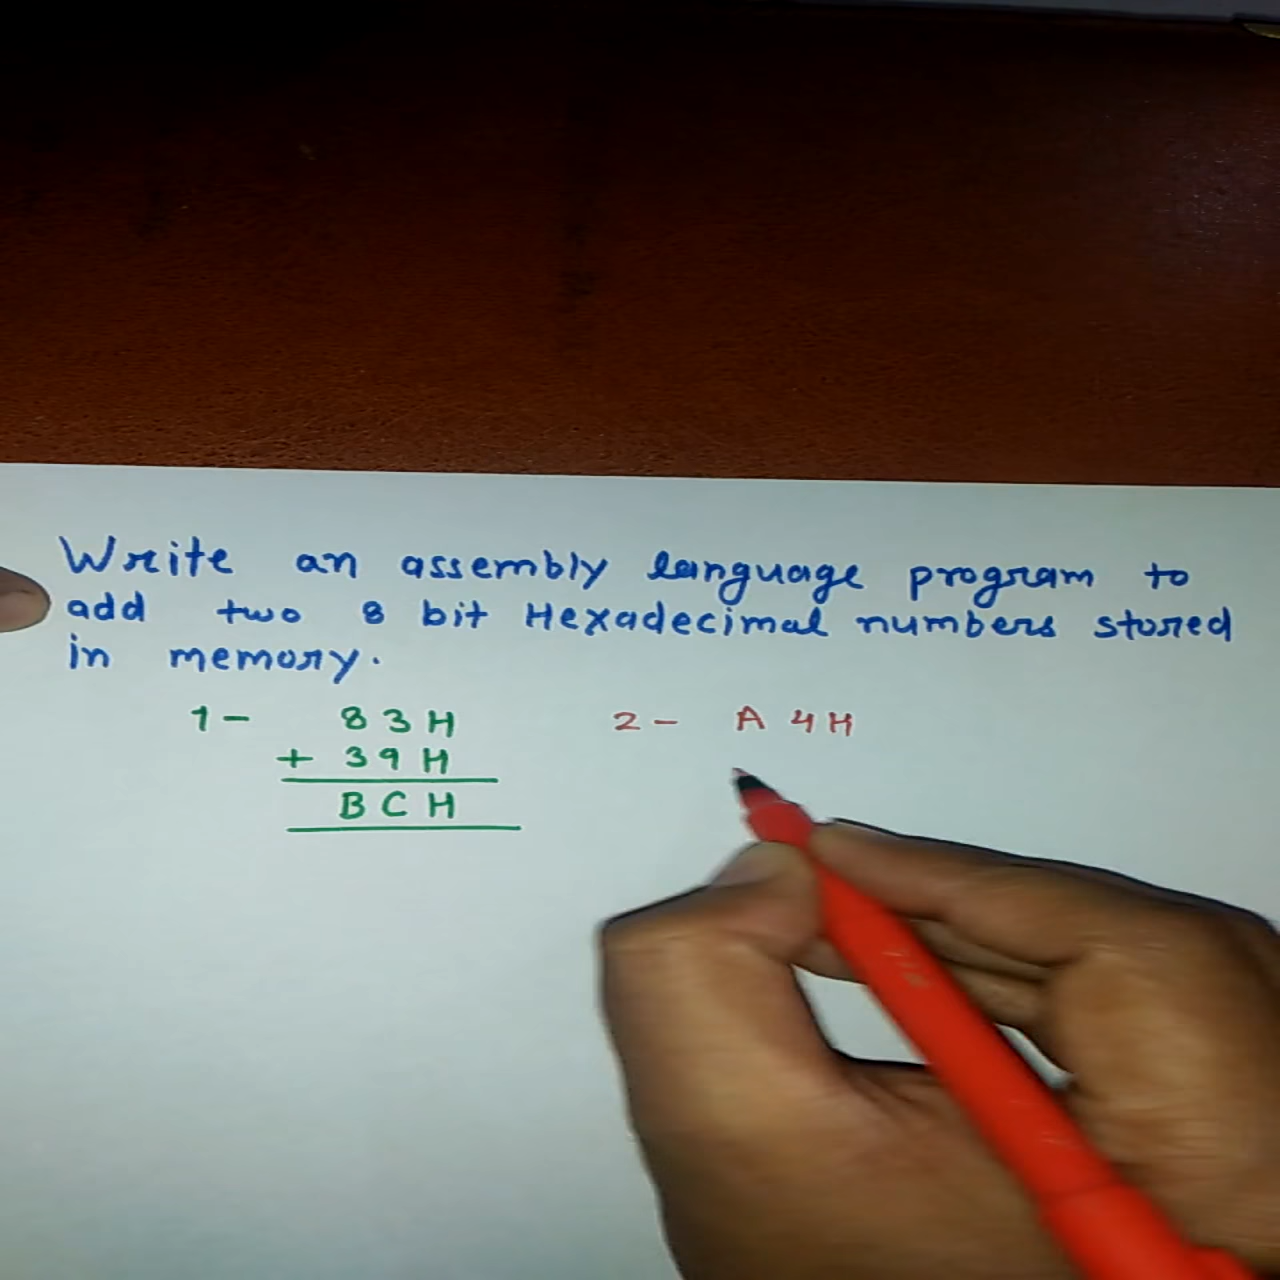 Write an assembly language program to
add two 8 bit Hexadecimal numbers stored
in memory.
1- 83H 2- A4H
+ 39H
BCH